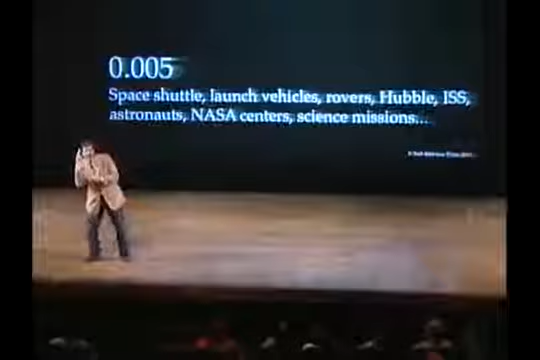 0.005
Space shuttle, launch vehicles, rovers, Hubble, ISS,
astronauts, NASA centers, science missions...